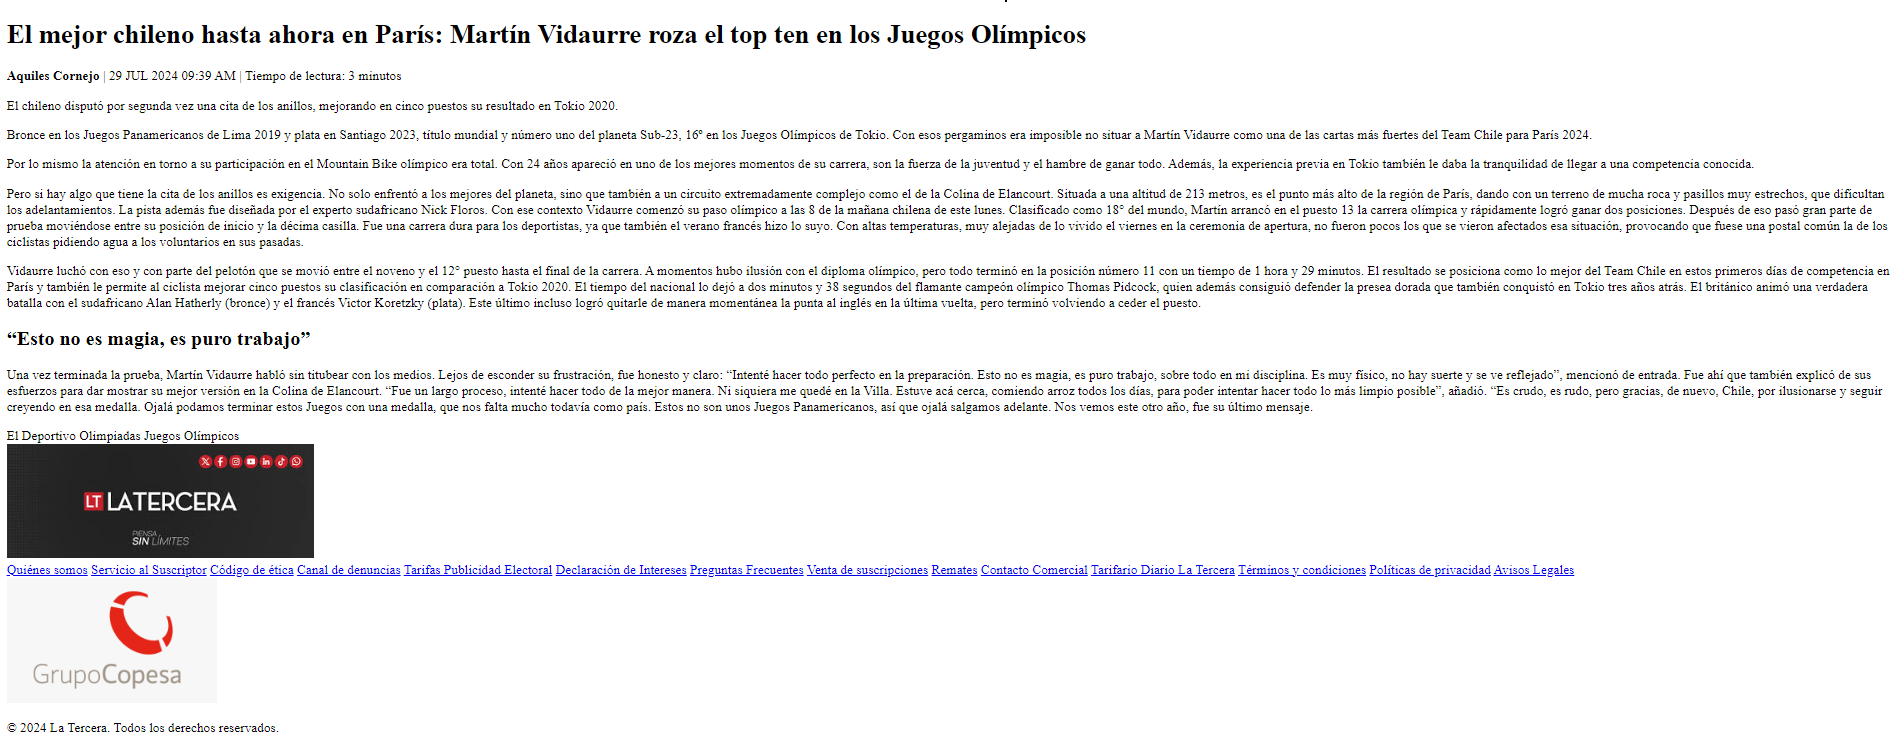 El mejor chileno hasta ahora en París: Martín Vidaurre roza el top ten en los Juegos Olímpicos
Aquiles Cornejo | 29 JUL 2024 09:39 AM | Tiempo de lectura: 3 minutos
El chileno disputó por segunda vez una cita de los anillos, mejorando en cinco puestos su resultado en Tokio 2020.
Bronce en los Juegos Panamericanos de Lima 2019 y plata en Santiago 2023, título mundial y número uno del planeta Sub-23, 16º en los Juegos Olímpicos de Tokio. Con esos pergaminos era imposible no situar a Martín Vidaurre como una de las cartas más fuertes del Team Chile para París 2024.
Por lo mismo la atención en torno a su participación en el Mountain Bike olímpico era total. Con 24 años apareció en uno de los mejores momentos de su carrera, son la fuerza de la juventud y el hambre de ganar todo. Además, la experiencia previa en Tokio también le daba la tranquilidad de llegar a una competencia conocida.
Pero si hay algo que tiene la cita de los anillos es exigencia. No solo enfrentó a los mejores del planeta, sino que también a un circuito extremadamente complejo como el de la Colina de Elancourt. Situada a una altitud de 213 metros, es el punto más alto de la región de París, dando con un terreno de mucha roca y pasillos muy estrechos, que dificultan
los adelantamientos. La pista además fue diseñada por el experto sudafricano Nick Floros. Con ese contexto Vidaurre comenzó su paso olímpico a las 8 de la mañana chilena de este lunes. Clasificado como 18° del mundo, Martín arrancó en el puesto 13 la carrera olímpica y rápidamente logró ganar dos posiciones. Después de eso pasó gran parte de
prueba moviéndose entre su posición de inicio y la décima casilla. Fue una carrera dura para los deportistas, ya que también el verano francés hizo lo suyo. Con altas temperaturas, muy alejadas de lo vivido el viernes en la ceremonia de apertura, no fueron pocos los que se vieron afectados esa situación, provocando que fuese una postal común la de los
ciclistas pidiendo agua a los voluntarios en sus pasadas.
Vidaurre luchó con eso y con parte del pelotón que se movió entre el noveno y el 12° puesto hasta el final de la carrera. A momentos hubo ilusión con el diploma olímpico, pero todo terminó en la posición número 11 con un tiempo de 1 hora y 29 minutos. El resultado se posiciona como lo mejor del Team Chile en estos primeros días de competencia en
París y también le permite al ciclista mejorar cinco puestos su clasificación en comparación a Tokio 2020. El tiempo del nacional lo dejó a dos minutos y 38 segundos del flamante campeón olímpico Thomas Pidcock, quien además consiguió defender la presea dorada que también conquistó en Tokio tres años atrás. El británico animó una verdadera
batalla con el sudafricano Alan Hatherly (bronce) y el francés Victor Koretzky (plata). Este último incluso logró quitarle de manera momentánea la punta al inglés en la última vuelta, pero terminó volviendo a ceder el puesto.
“Esto no es magia, es puro trabajo”
Una vez terminada la prueba, Martín Vidaurre habló sin titubear con los medios. Lejos de esconder su frustración, fue honesto y claro: “Intenté hacer todo perfecto en la preparación. Esto no es magia, es puro trabajo, sobre todo en mi disciplina. Es muy físico, no hay suerte y se ve reflejado”, mencionó de entrada. Fue ahí que también explicó de sus
esfuerzos para dar mostrar su mejor versión en la Colina de Elancourt. “Fue un largo proceso, intenté hacer todo de la mejor manera. Ni siquiera me quedé en la Villa. Estuve acá cerca, comiendo arroz todos los días, para poder intentar hacer todo lo más limpio posible”, añadió. “Es crudo, es rudo, pero gracias, de nuevo, Chile, por ilusionarse y seguir
creyendo en esa medalla. Ojalá podamos terminar estos Juegos con una medalla, que nos falta mucho todavía como país. Estos no son unos Juegos Panamericanos, así que ojalá salgamos adelante. Nos vemos este otro año, fue su último mensaje.
El Deportivo Olimpiadas Juegos Olímpicos
LT LATERCERA
PIENSA
SIN LÍMITES
Quiénes somos Servicio al Suscriptor Código de ética Canal de denuncias Tarifas Publicidad Electoral Declaración de Intereses Preguntas Frecuentes Venta de suscripciones Remates Contacto Comercial Tarifario Diario La Tercera Términos y condiciones Políticas de privacidad Avisos Legales
GrupoCopesa
© 2024 La Tercera. Todos los derechos reservados.